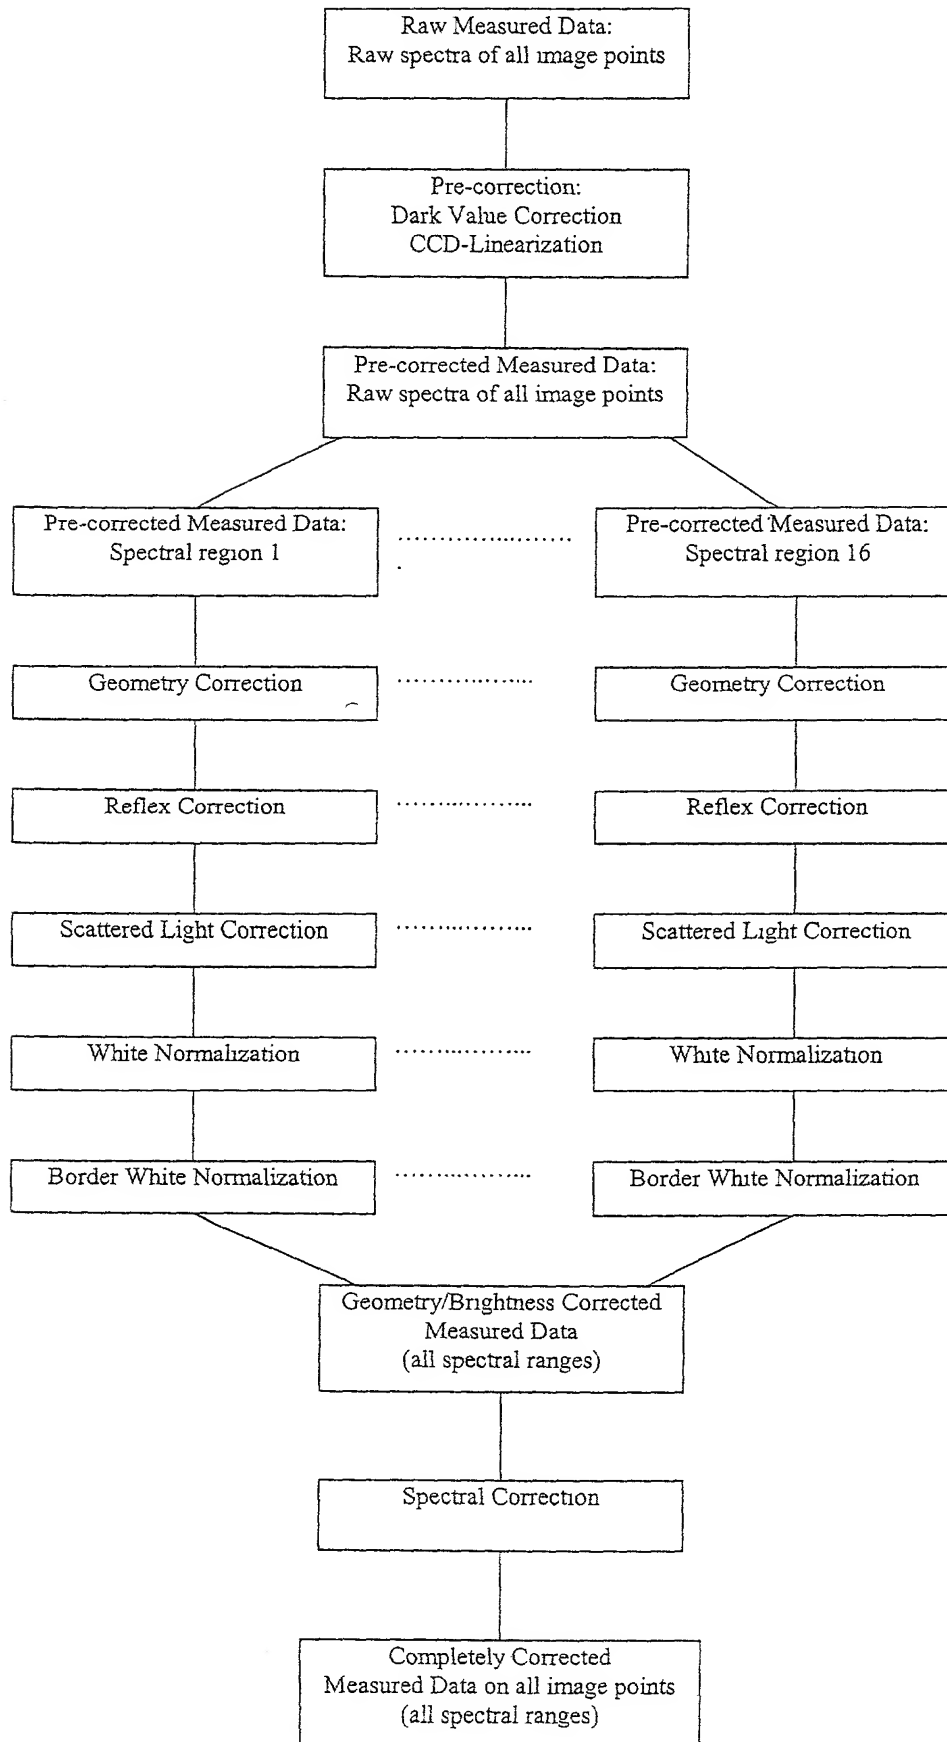 Raw Measured Data:
Raw spectra of all image points
Pre-correction:
Dark Value Correction
CCD-Linearization
Pre-corrected Measured Data:
Raw spectra of all image points
Pre-corrected Measured Data:
Spectral region 1
......................
Pre-corrected Measured Data:
Spectral region 16
Geometry Correction
.................
Geometry Correction
Reflex Correction
.................
Reflex Correction
Scattered Light Correction
.................
Scattered Light Correction
White Normalization
.................
White Normalization
Border White Normalization
.................
Border White Normalization
Geometry/Brightness Corrected
Measured Data
(all spectral ranges)
Spectral Correction
Completely Corrected
Measured Data on all image points
(all spectral ranges)